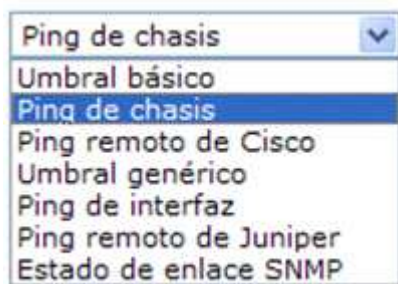 Ping de chasis
Umbral básico
Ping de chasis
Ping remoto de Cisco
Umbral genérico
Ping de interfaz
Ping remoto de Juniper
Estado de enlace SNMP